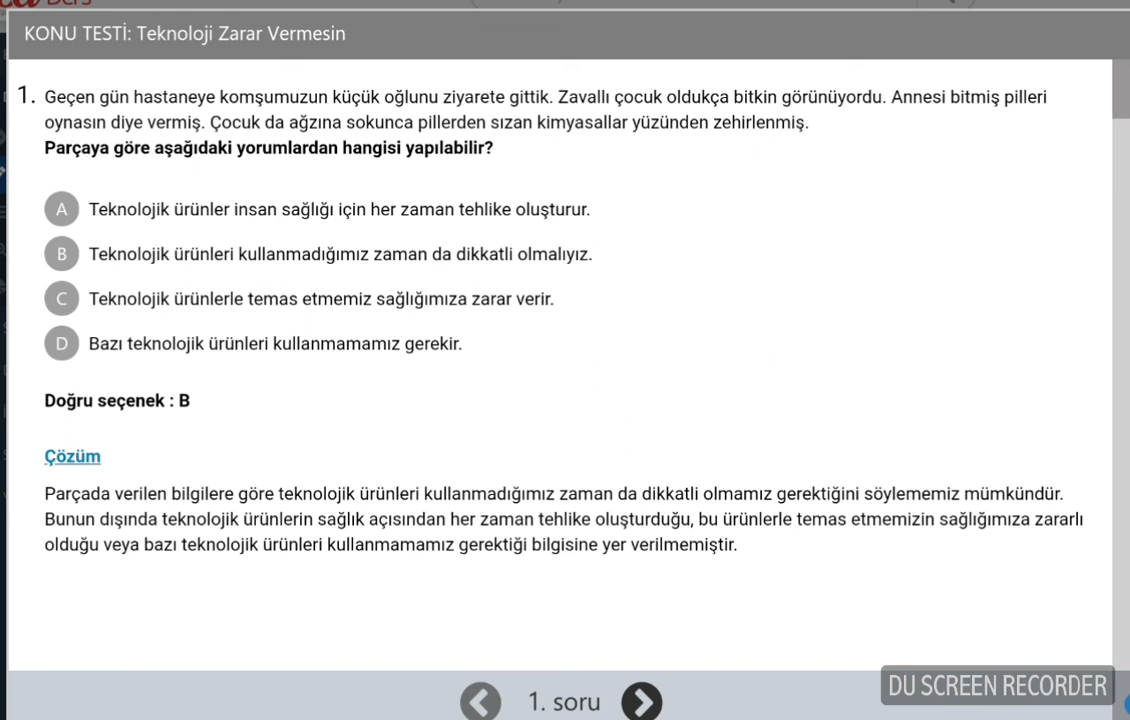 Ders
KONU TESTİ: Teknoloji Zarar Vermesin
1. Geçen gün hastaneye komşumuzun küçük oğlunu ziyarete gittik. Zavallı çocuk oldukça bitkin görünüyordu. Annesi bitmiş pilleri
oynasın diye vermiş. Çocuk da ağzına sokunca pillerden sızan kimyasallar yüzünden zehirlenmiş.
Parçaya göre aşağıdaki yorumlardan hangisi yapılabilir?
A Teknolojik ürünler insan sağlığı için her zaman tehlike oluşturur.
B Teknolojik ürünleri kullanmadığımız zaman da dikkatli olmalıyız.
C Teknolojik ürünlerle temas etmemiz sağlığımıza zarar verir.
D Bazı teknolojik ürünleri kullanmamamız gerekir.
Doğru seçenek : B
Çözüm
Parçada verilen bilgilere göre teknolojik ürünleri kullanmadığımız zaman da dikkatli olmamız gerektiğini söylememiz mümkündür.
Bunun dışında teknolojik ürünlerin sağlık açısından her zaman tehlike oluşturduğu, bu ürünlerle temas etmemizin sağlığımıza zararlı
olduğu veya bazı teknolojik ürünleri kullanmamamız gerektiği bilgisine yer verilmemiştir.
1. soru
DU SCREEN RECORDER